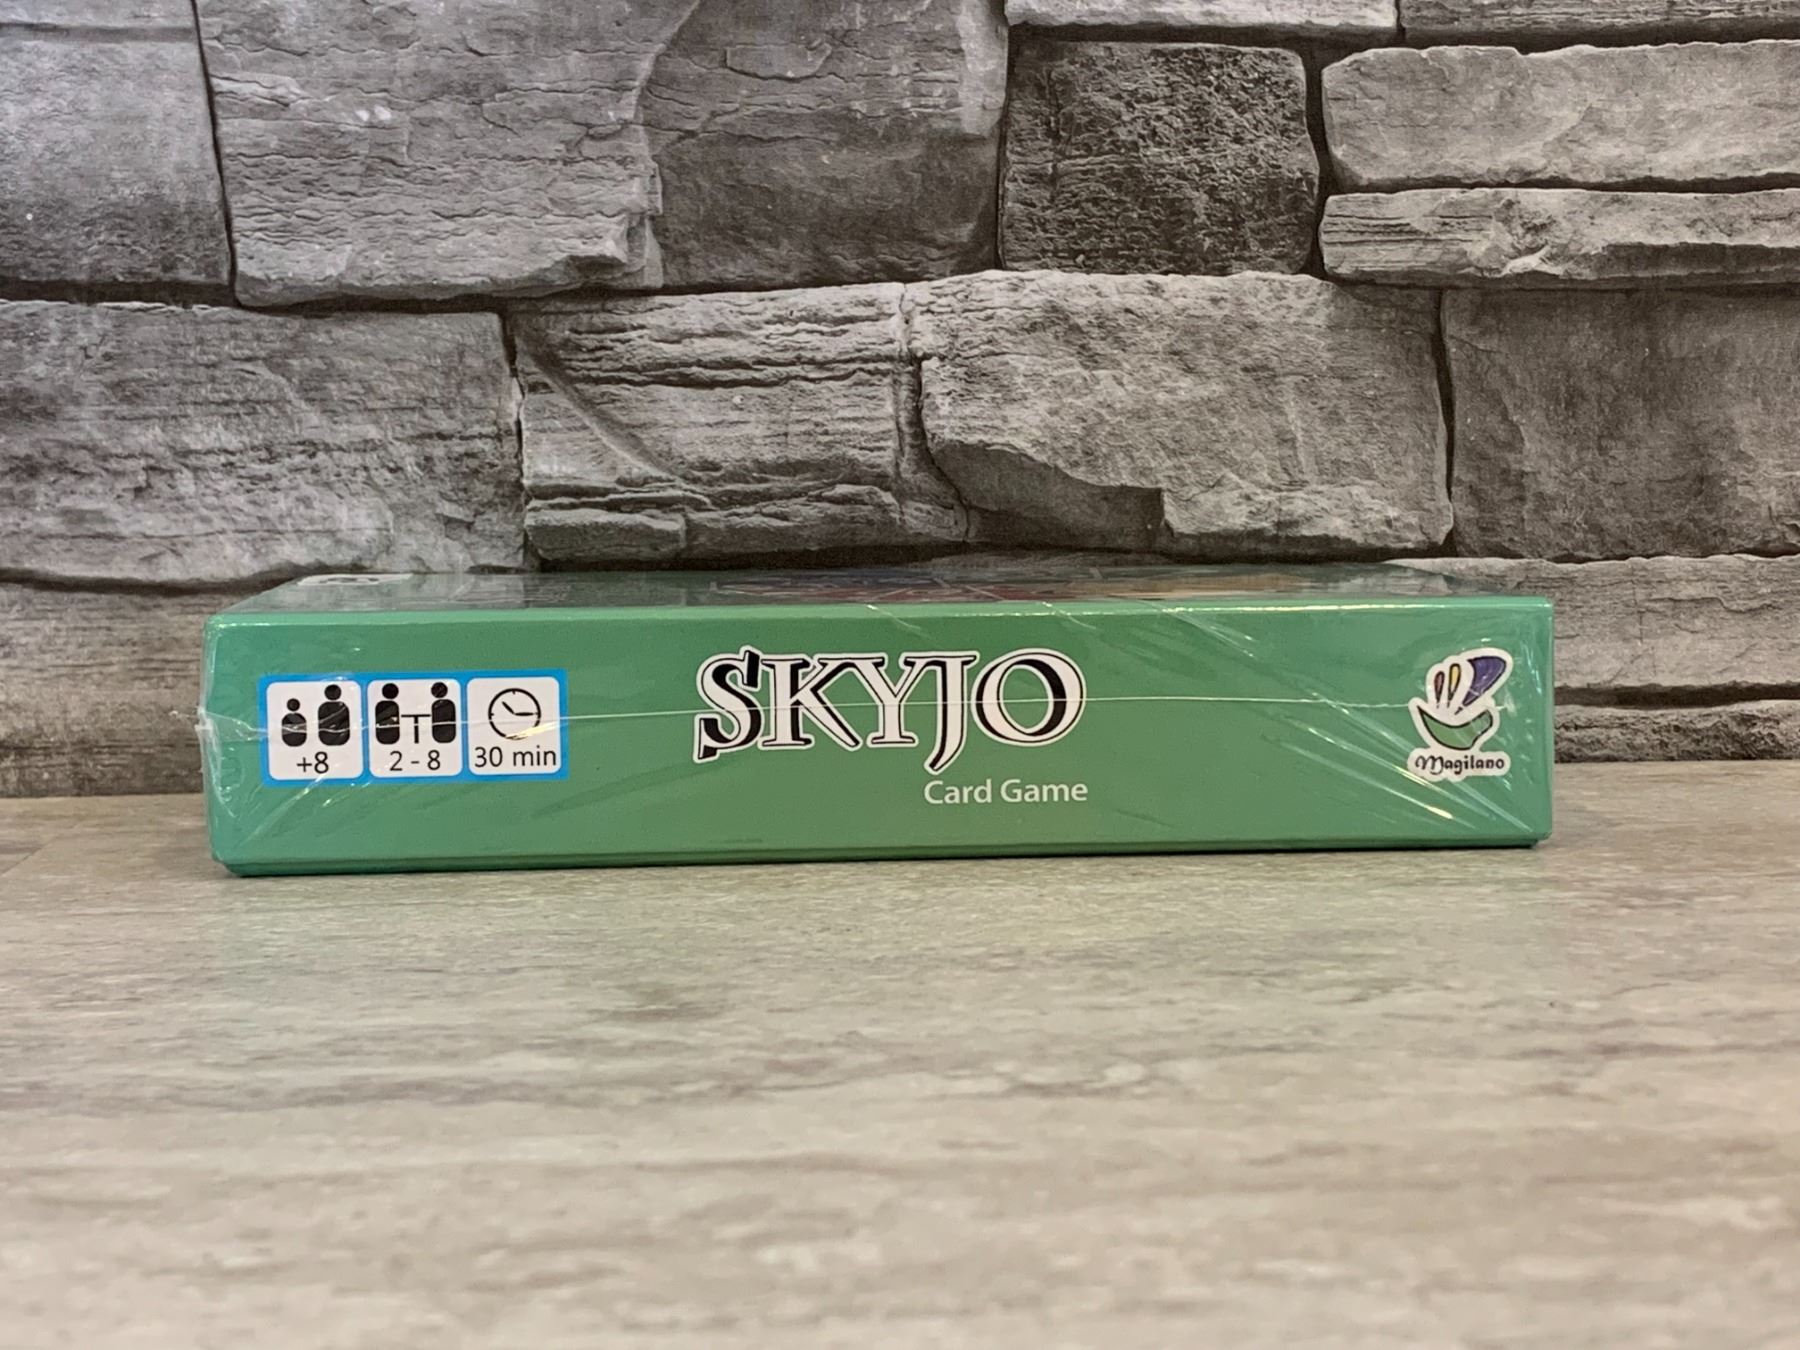 +8
2 - 8
30 min
SKYJO
Card Game
Magilano